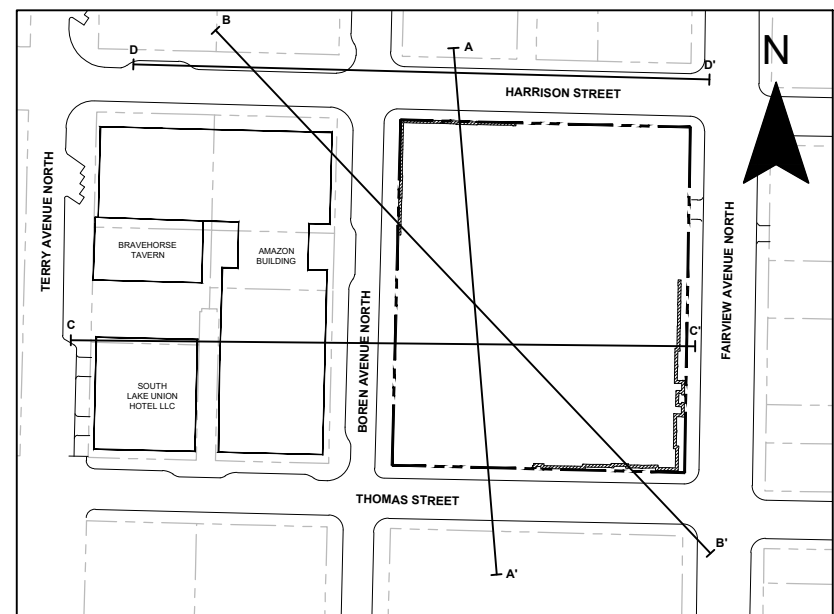 B
A
N
D
D'
HARRISON STREET
TERRY AVENUE NORTH
BRAVEHORSE
TAVERN
AMAZON
BUILDING
FAIRVIEW AVENUE NORTH
BOREN AVENUE NORTH
C
C'
SOUTH
LAKE UNION
HOTEL LLC
THOMAS STREET
B'
A'